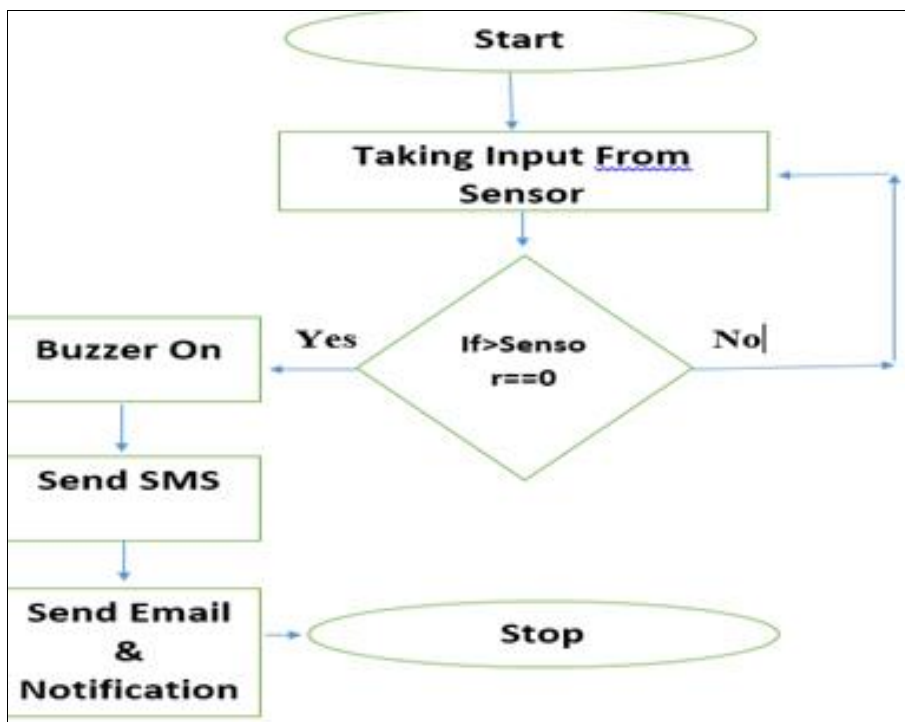 Start
Taking Input From
Sensor
If>Senso
r==0
Yes
No
Buzzer On
Send SMS
Send Email
&
Notification
Stop